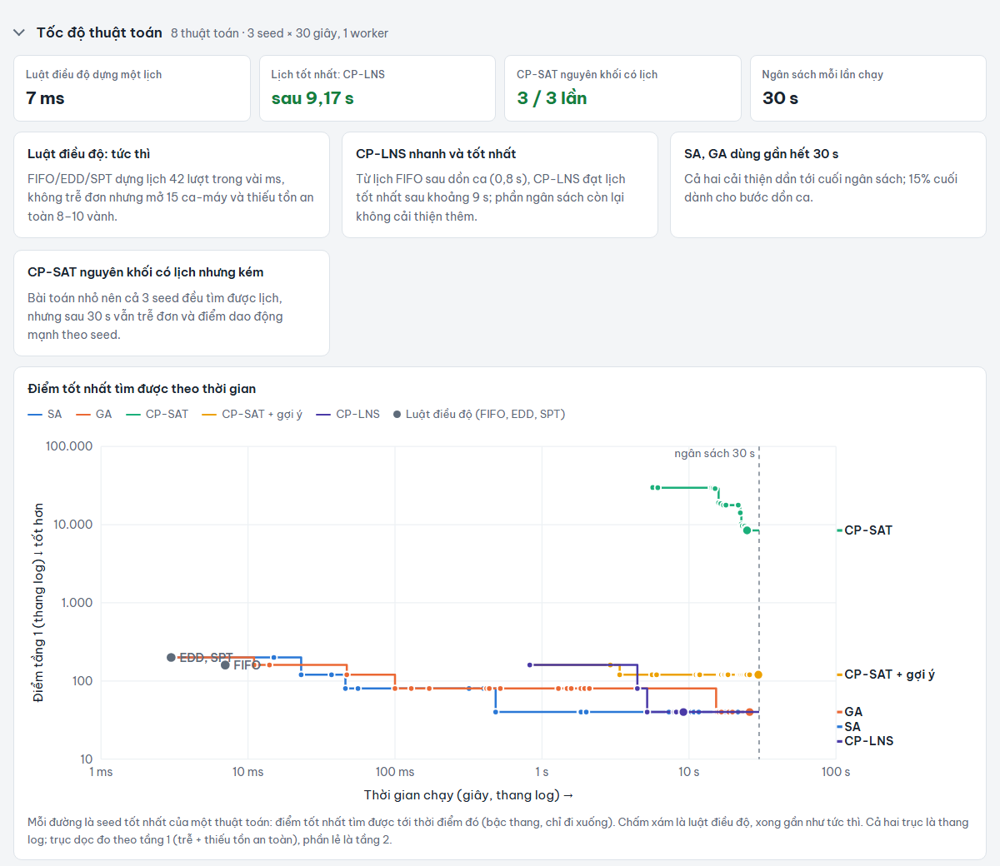 Tốc độ thuật toán 8 thuật toán · 3 seed × 30 giây, 1 worker
Luật điều độ dựng một lịch
7 ms
Lịch tốt nhất: CP-LNS
sau 9,17 s
CP-SAT nguyên khối có lịch
3 / 3 lần
Ngân sách mỗi lần chạy
30 s
Luật điều độ: tức thì
FIFO/EDD/SPT dựng lịch 42 lượt trong vài ms,
không trễ đơn nhưng mở 15 ca-máy và thiếu tồn an
toàn 8–10 vành.
CP-LNS nhanh và tốt nhất
Từ lịch FIFO sau dồn ca (0,8 s), CP-LNS đạt lịch
tốt nhất sau khoảng 9 s; phần ngân sách còn lại
không cải thiện thêm.
SA, GA dùng gần hết 30 s
Cả hai cải thiện dần tới cuối ngân sách; 15% cuối
dành cho bước dồn ca.
CP-SAT nguyên khối có lịch nhưng kém
Bài toán nhỏ nên cả 3 seed đều tìm được lịch,
nhưng sau 30 s vẫn trễ đơn và điểm dao động
mạnh theo seed.
Điểm tốt nhất tìm được theo thời gian
SA GA CP-SAT CP-SAT + gợi ý CP-LNS Luật điều độ (FIFO, EDD, SPT)
Điểm tầng 1 (thang log) ↓ tốt hơn
100.000
10.000
1.000
100
10
ngân sách 30 s
EDD, SPT
FIFO
CP-SAT
CP-SAT + gợi ý
GA
SA
CP-LNS
1 ms 10 ms 100 ms 1 s 10 s 100 s
Thời gian chạy (giây, thang log) →
Mỗi đường là seed tốt nhất của một thuật toán: điểm tốt nhất tìm được tới thời điểm đó (bậc thang, chỉ đi xuống). Chấm xám là luật điều độ, xong gần như tức thì. Cả hai trục là thang
log; trục dọc đo theo tầng 1 (trễ + thiếu tồn an toàn), phần lẻ là tầng 2.